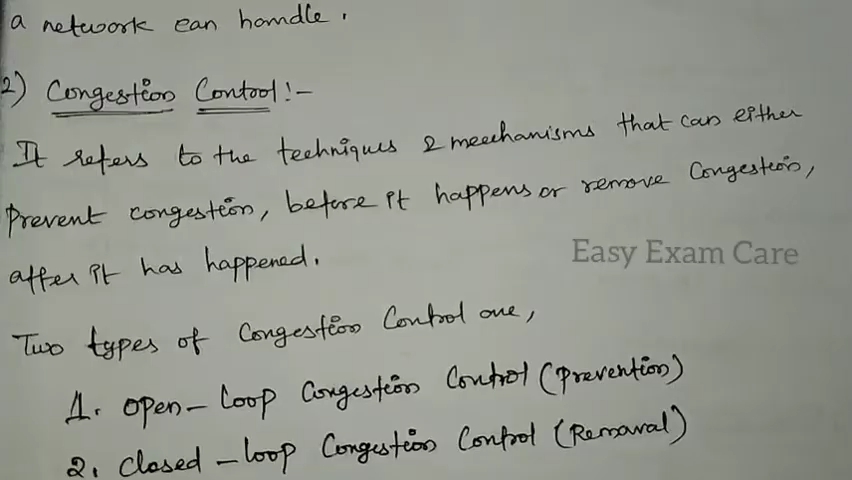 a network can handle.
2) Congestion Control:-
It refers to the techniques & meechanisms that can either
Prevent congestion, before it happens or remove Congestion,
after it has happened.
Easy Exam Care
Two types of Congestion Control are,
1. Open-Loop Congestion Control (Prevention)
2. Closed-loop Congestion Control (Removal)